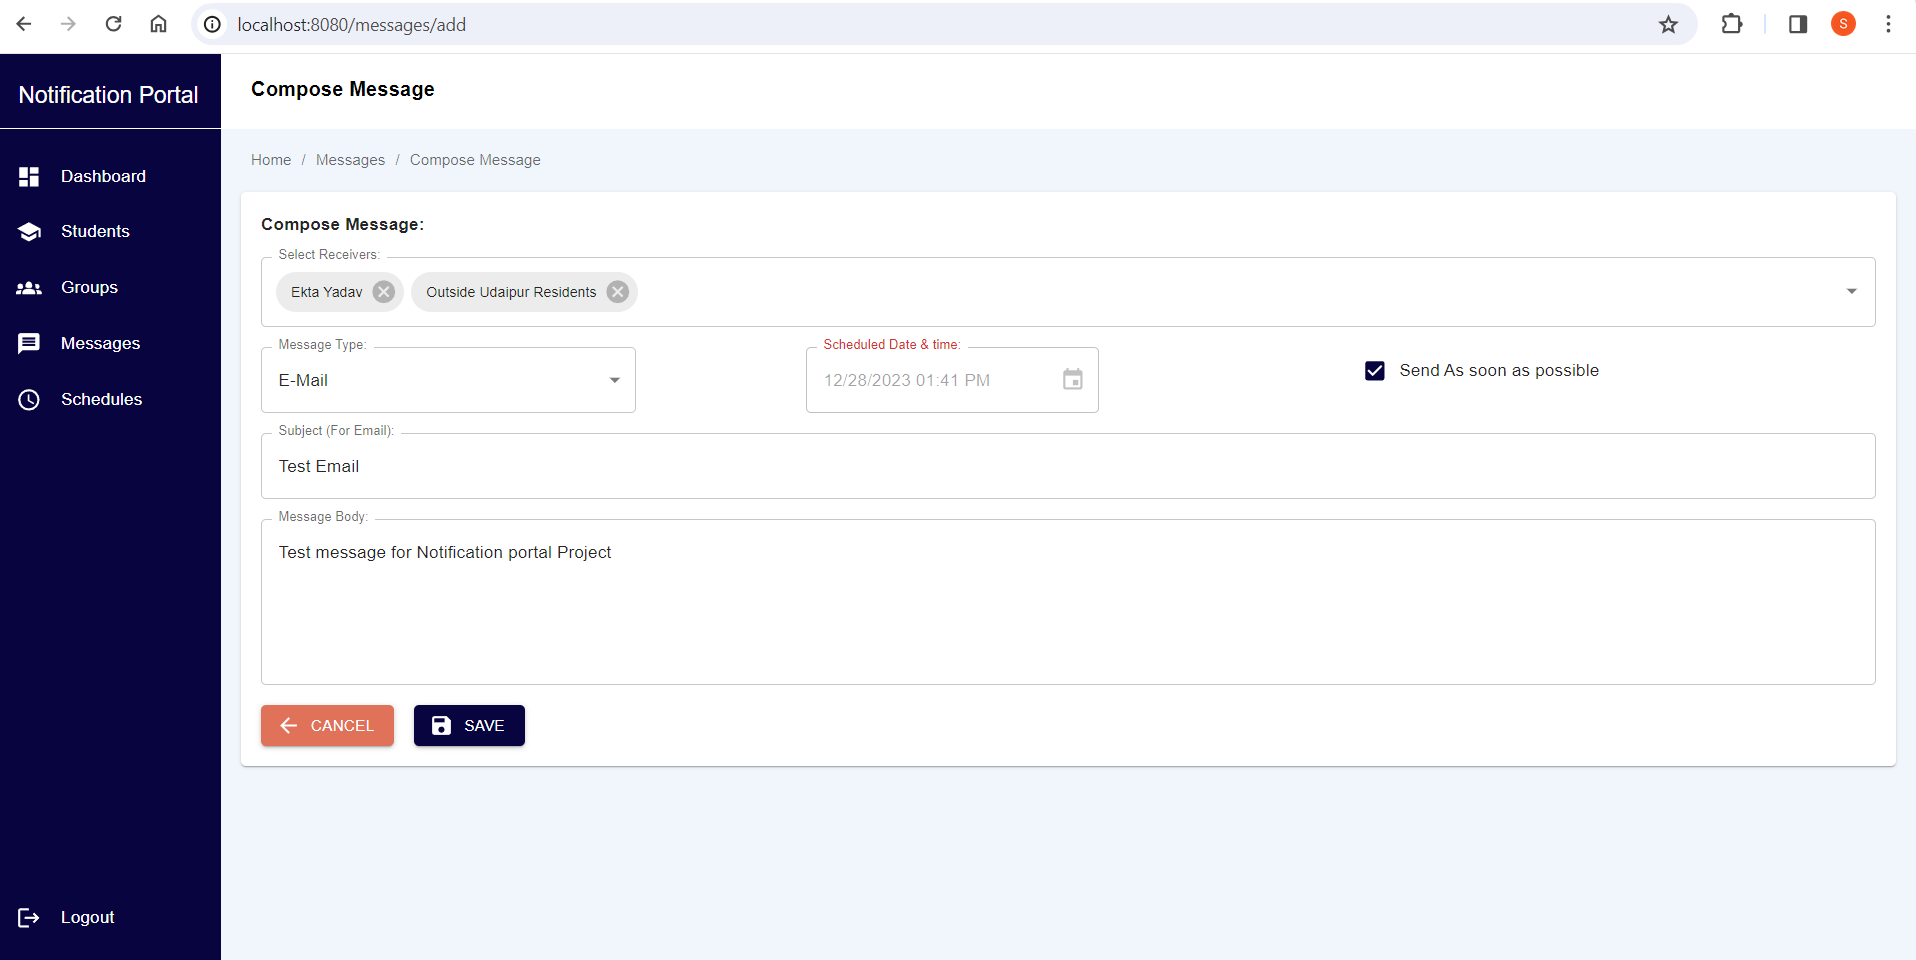 localhost:8080/messages/add
S
Notification Portal
Compose Message
Dashboard
Students
Groups
Messages
Schedules
Logout
Home / Messages / Compose Message
Compose Message:
Select Receivers:
Ekta Yadav
Outside Udaipur Residents
Message Type:
E-Mail
Scheduled Date & time:
12/28/2023 01:41 PM
Send As soon as possible
Subject (For Email):
Test Email
Message Body:
Test message for Notification portal Project
CANCEL
SAVE